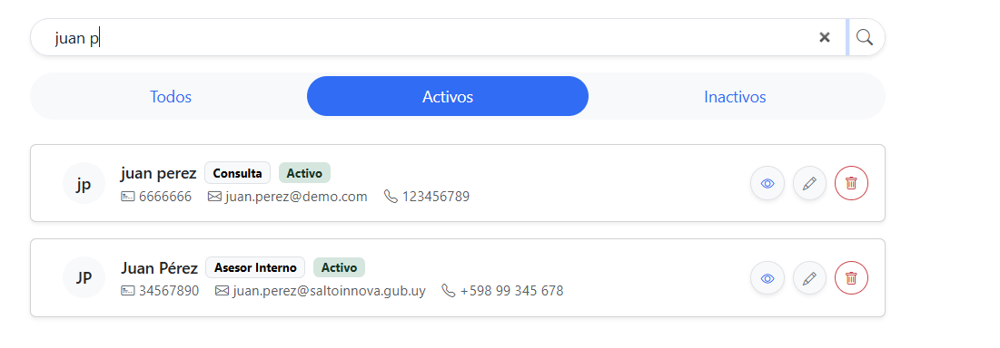 juan p
Todos Activos Inactivos
jp juan perez Consulta Activo
6666666 juan.perez@demo.com 123456789
JP Juan Pérez Asesor Interno Activo
34567890 juan.perez@saltoinnova.gub.uy +598 99 345 678